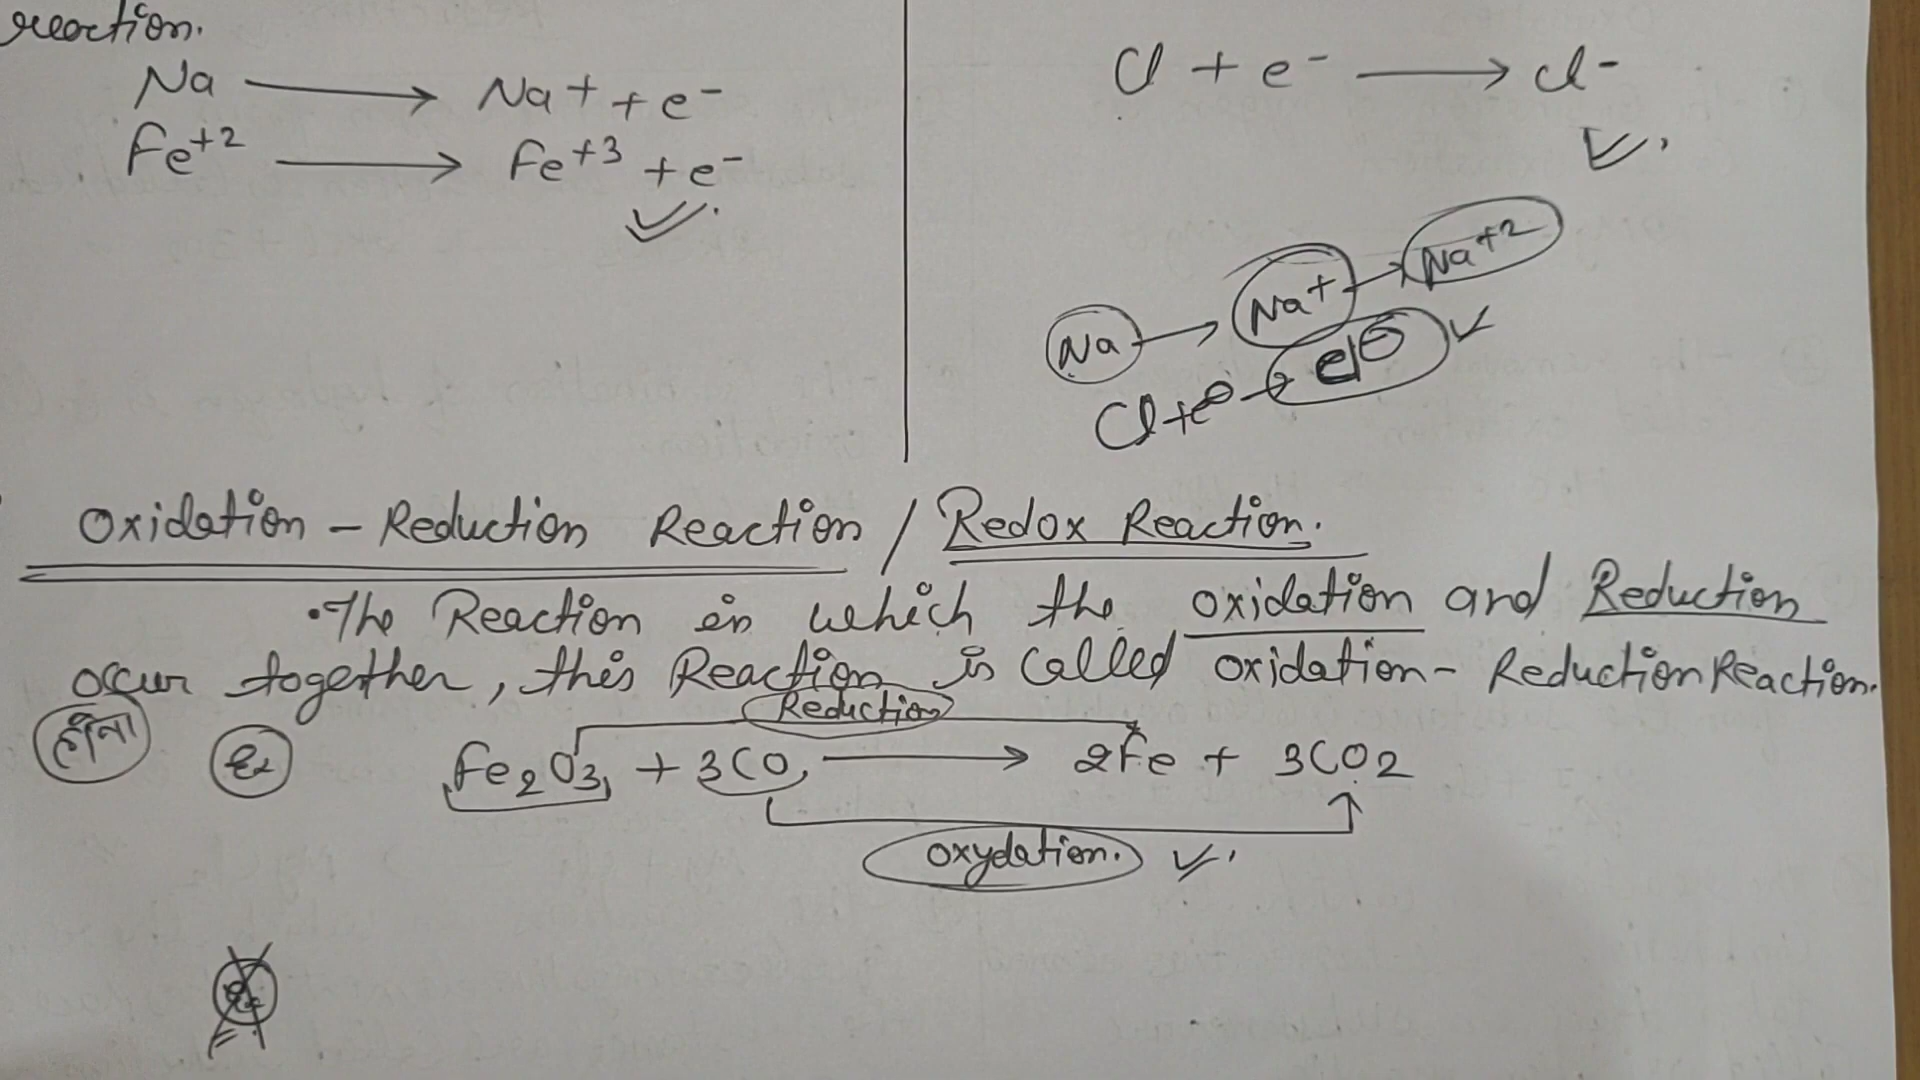 reaction.
Na → Na+ + e-
Fe+2 → Fe+3 + e-
Cl + e- → Cl-
Na → Na+ → Na+2
Cl + e⊖ → Cl⊖
Oxidation - Reduction Reaction / Redox Reaction.
• The Reaction in which the oxidation and Reduction
occur together, this Reaction is called oxidation - Reduction Reaction.
होना
Reduction
Ex Fe2O3 + 3CO → 2Fe + 3CO2
oxydation.